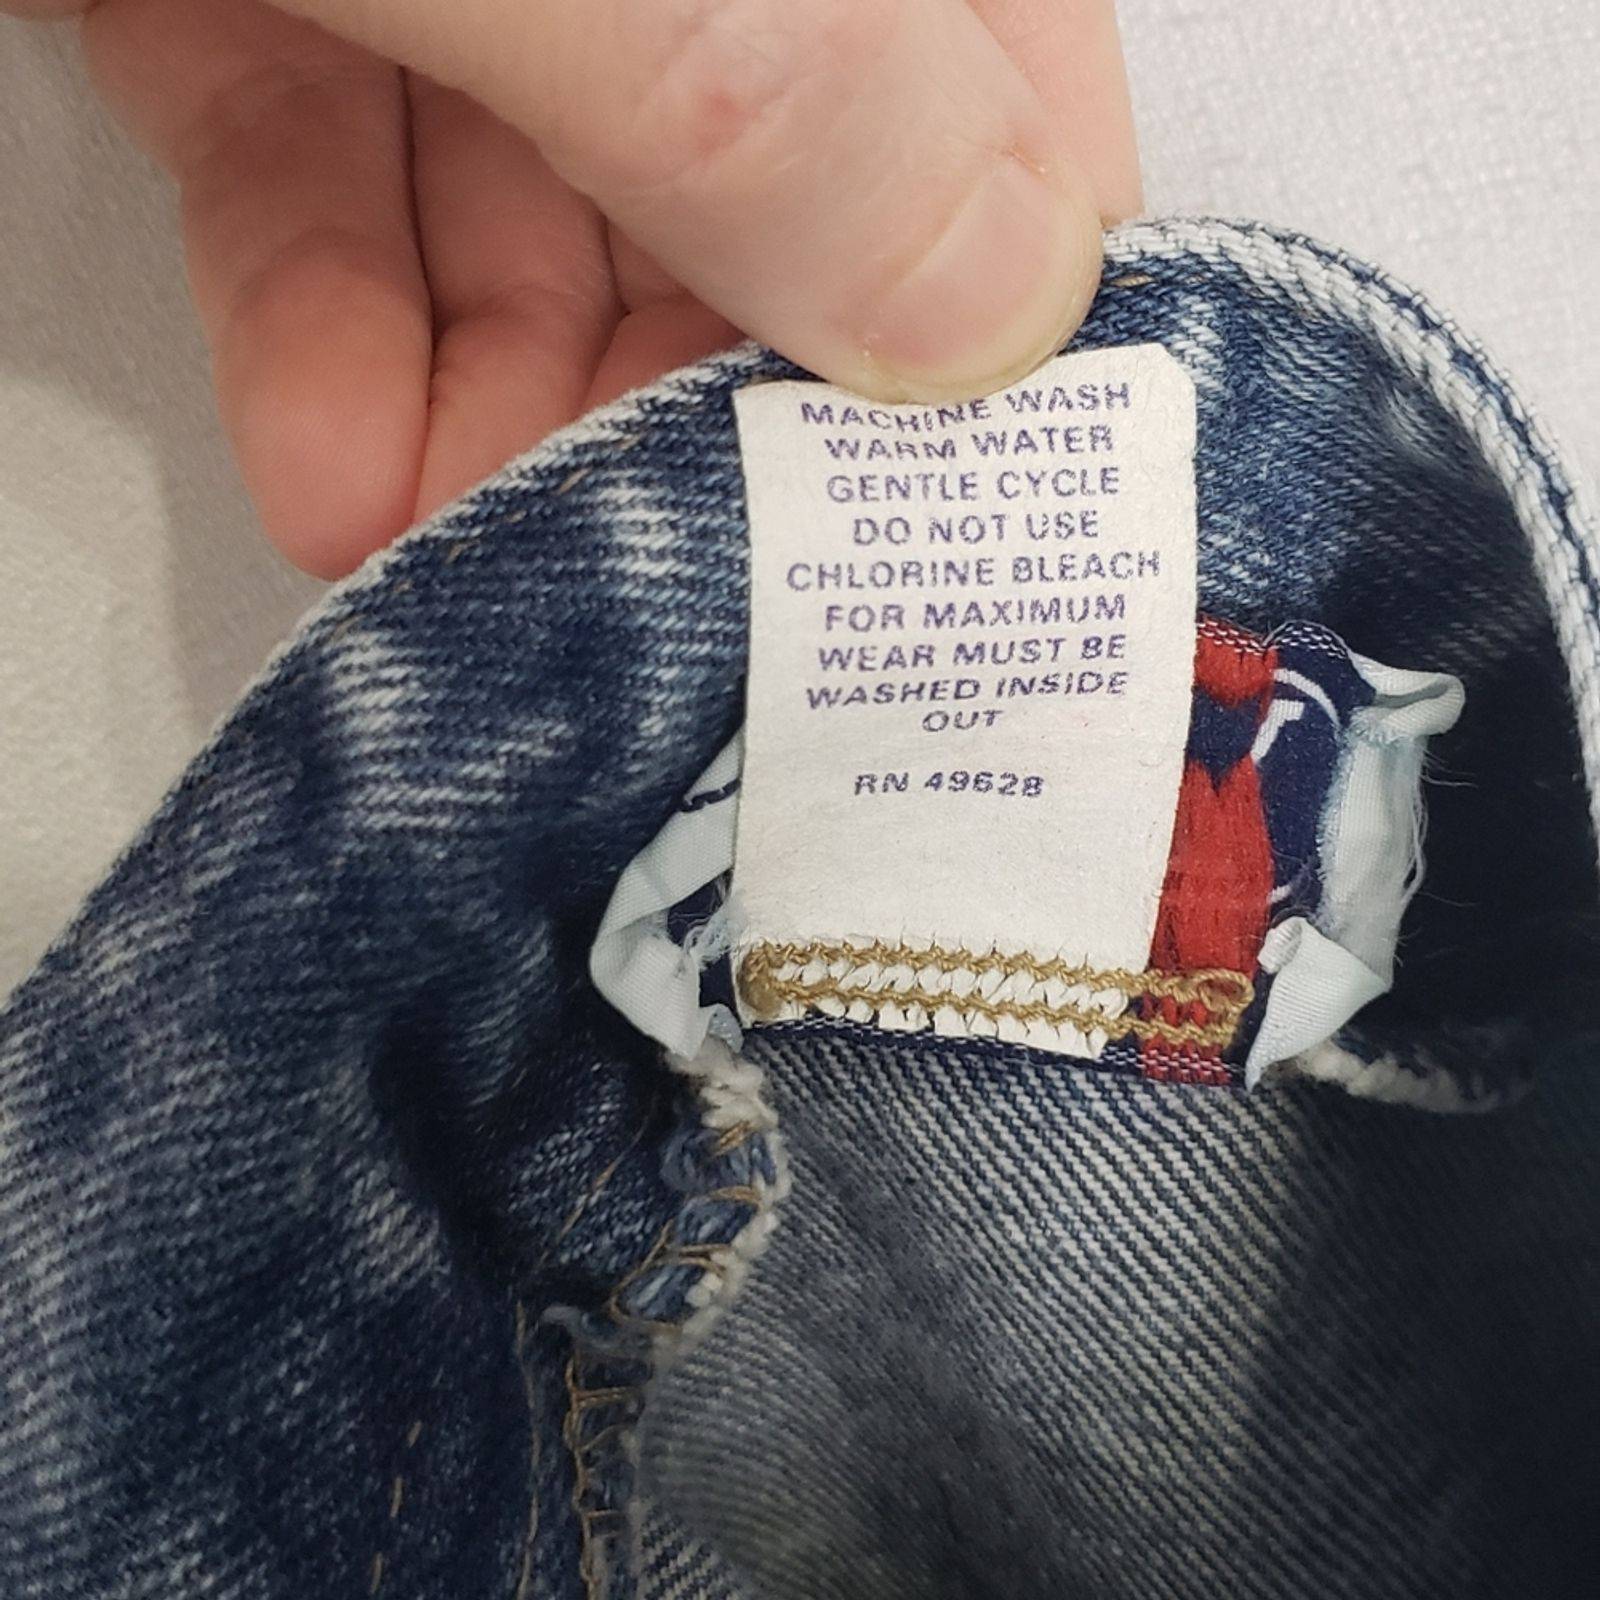 MACHINE WASH
WARM WATER
GENTLE CYCLE
DO NOT USE
CHLORINE BLEACH
FOR MAXIMUM
WEAR MUST BE
WASHED INSIDE
OUT
RN 49628